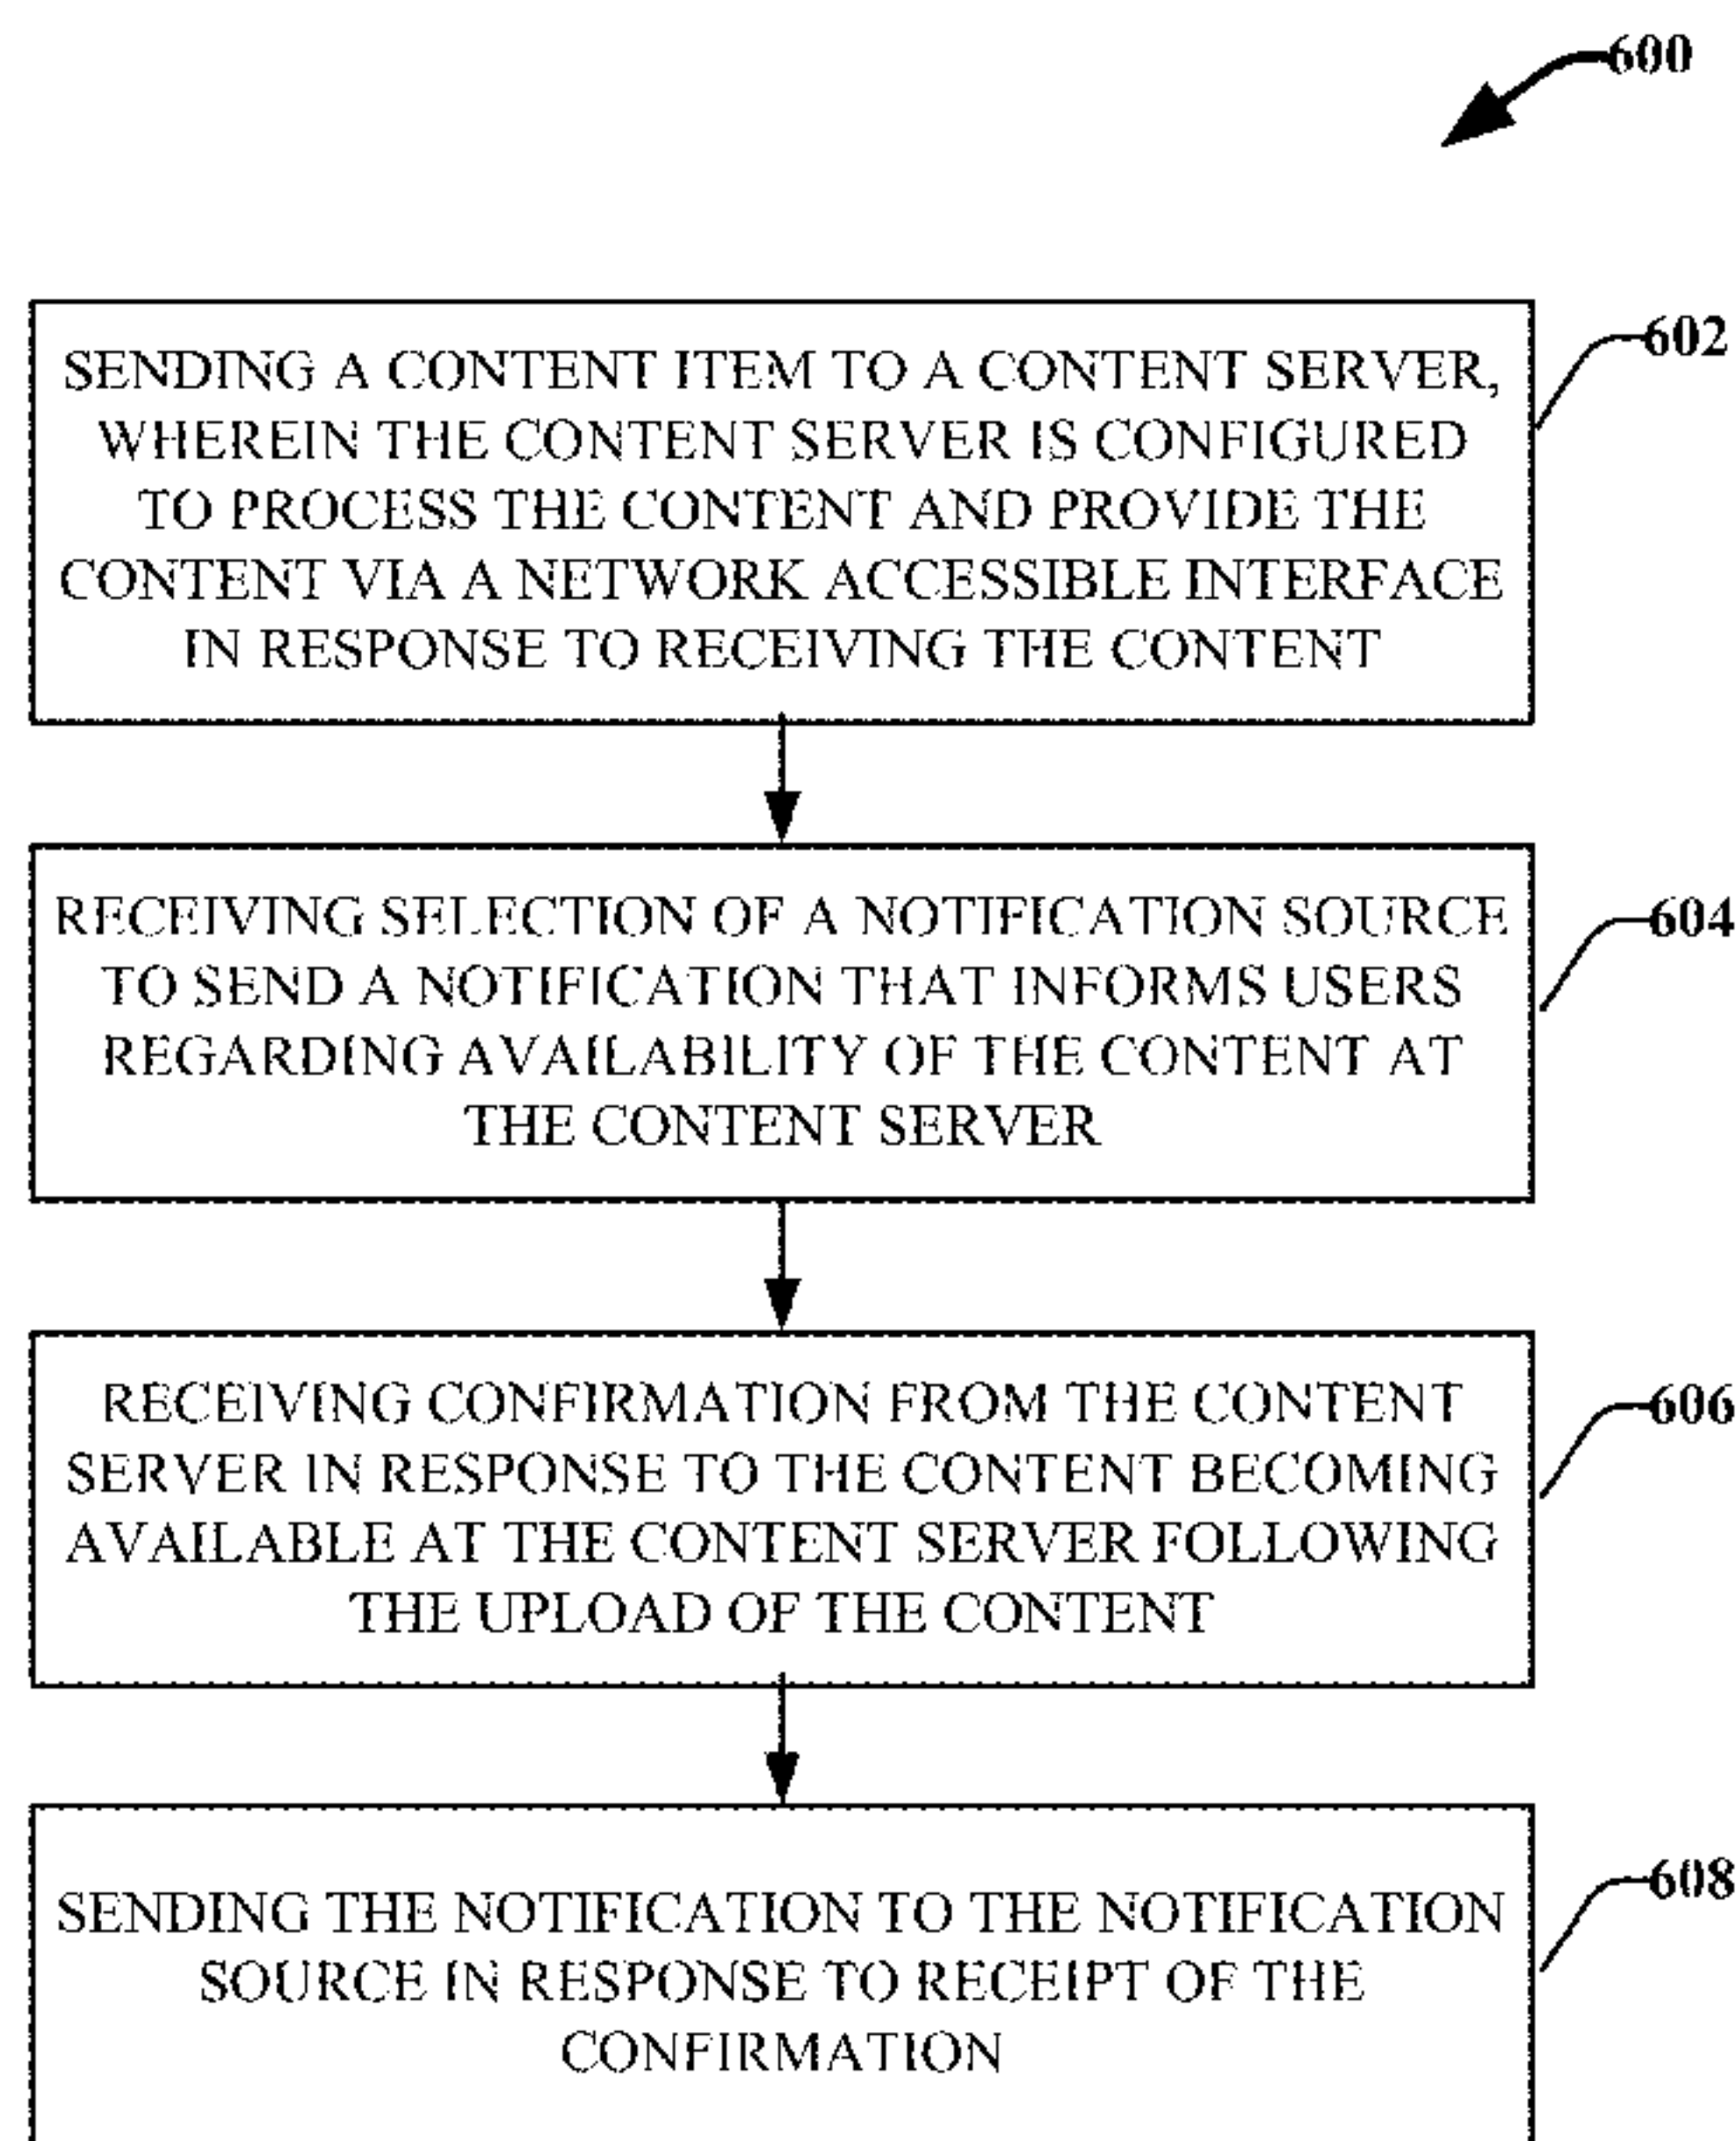 600
602
SENDING A CONTENT ITEM TO A CONTENT SERVER,
WHEREIN THE CONTENT SERVER IS CONFIGURED
TO PROCESS THE CONTENT AND PROVIDE THE
CONTENT VIA A NETWORK ACCESSIBLE INTERFACE
IN RESPONSE TO RECEIVING THE CONTENT
604
RECEIVING SELECTION OF A NOTIFICATION SOURCE
TO SEND A NOTIFICATION THAT INFORMS USERS
REGARDING AVAILABILITY OF THE CONTENT AT
THE CONTENT SERVER
606
RECEIVING CONFIRMATION FROM THE CONTENT
SERVER IN RESPONSE TO THE CONTENT BECOMING
AVAILABLE AT THE CONTENT SERVER FOLLOWING
THE UPLOAD OF THE CONTENT
608
SENDING THE NOTIFICATION TO THE NOTIFICATION
SOURCE IN RESPONSE TO RECEIPT OF THE
CONFIRMATION